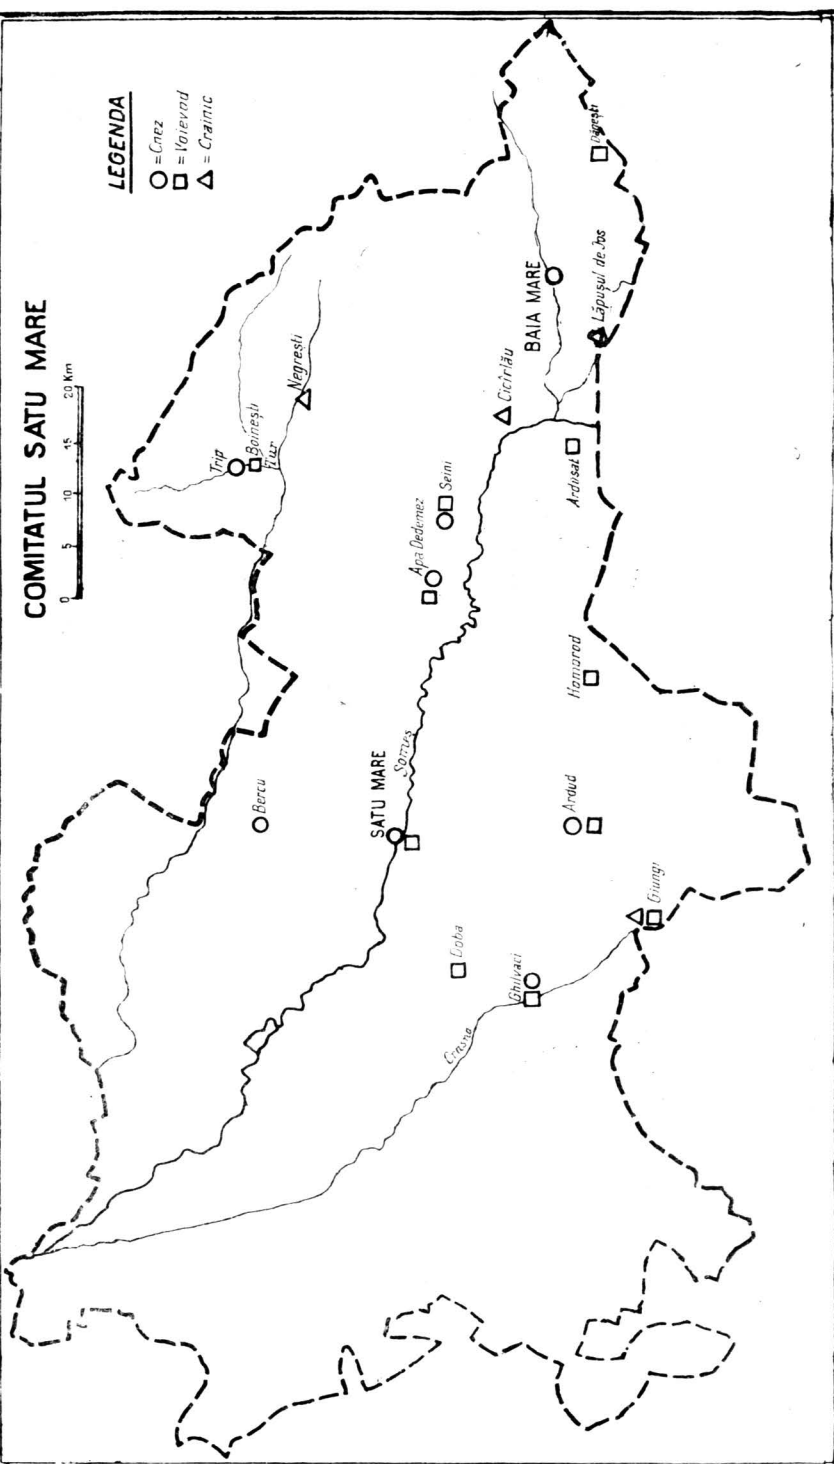 COMITATUL SATU MARE
0 5 10 15 20 Km
LEGENDA
=Cnez
=Voievod
=Crainic
Trip
Boinești
Tur
Negrești
Bercu
Apa Dedemez
Seini
Cicîrlău
BAIA MARE
SATU MARE
Someș
Lăpușul de Jos
Ardusat
Homorod
Ardud
Doba
Ghilvaci
Giungi
Crasna